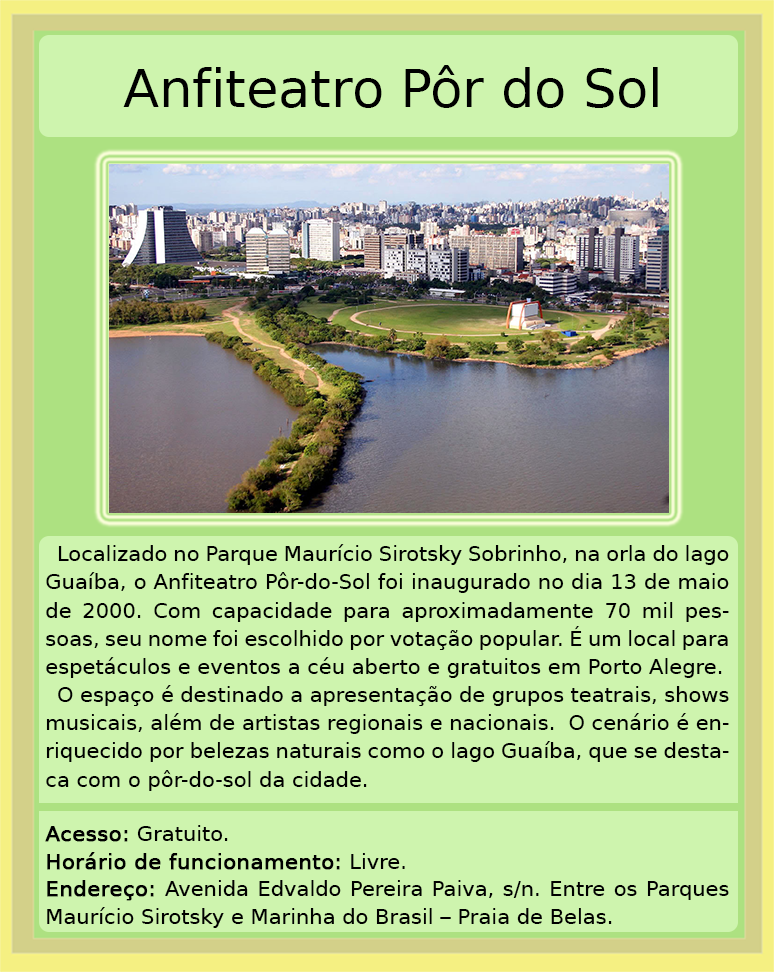 Anfiteatro Pôr do Sol
Localizado no Parque Maurício Sirotsky Sobrinho, na orla do lago
Guaíba, o Anfiteatro Pôr-do-Sol foi inaugurado no dia 13 de maio
de 2000. Com capacidade para aproximadamente 70 mil pes-
soas, seu nome foi escolhido por votação popular. É um local para
espetáculos e eventos a céu aberto e gratuitos em Porto Alegre.
O espaço é destinado a apresentação de grupos teatrais, shows
musicais, além de artistas regionais e nacionais.  O cenário é en-
riquecido por belezas naturais como o lago Guaíba, que se desta-
ca com o pôr-do-sol da cidade.
Acesso: Gratuito.
Horário de funcionamento: Livre.
Endereço: Avenida Edvaldo Pereira Paiva, s/n. Entre os Parques
Maurício Sirotsky e Marinha do Brasil – Praia de Belas.